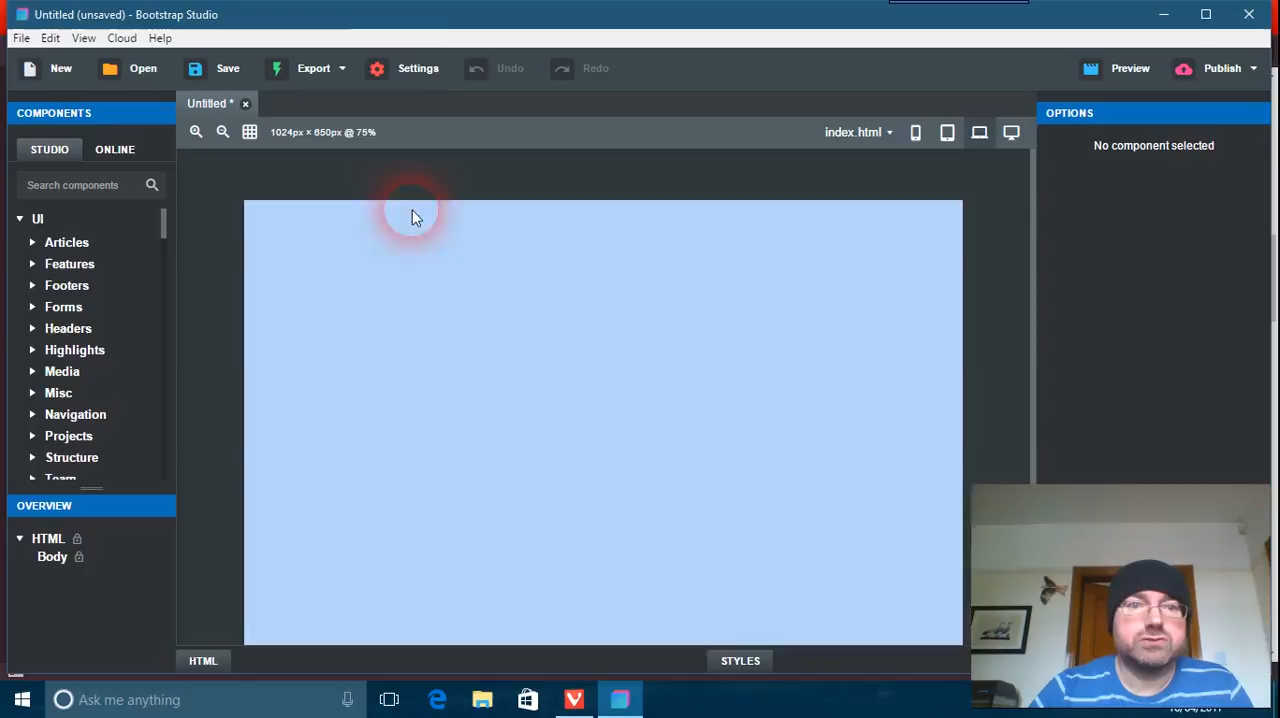 Untitled (unsaved) - Bootstrap Studio
File Edit View Cloud Help
New Open Save Export Settings Undo Redo Preview Publish
COMPONENTS
Untitled *
OPTIONS
STUDIO ONLINE
1024px × 650px @ 75%
index.html
No component selected
Search components
UI
Articles
Features
Footers
Forms
Headers
Highlights
Media
Misc
Navigation
Projects
Structure
Team
OVERVIEW
HTML
Body
HTML
STYLES
Ask me anything